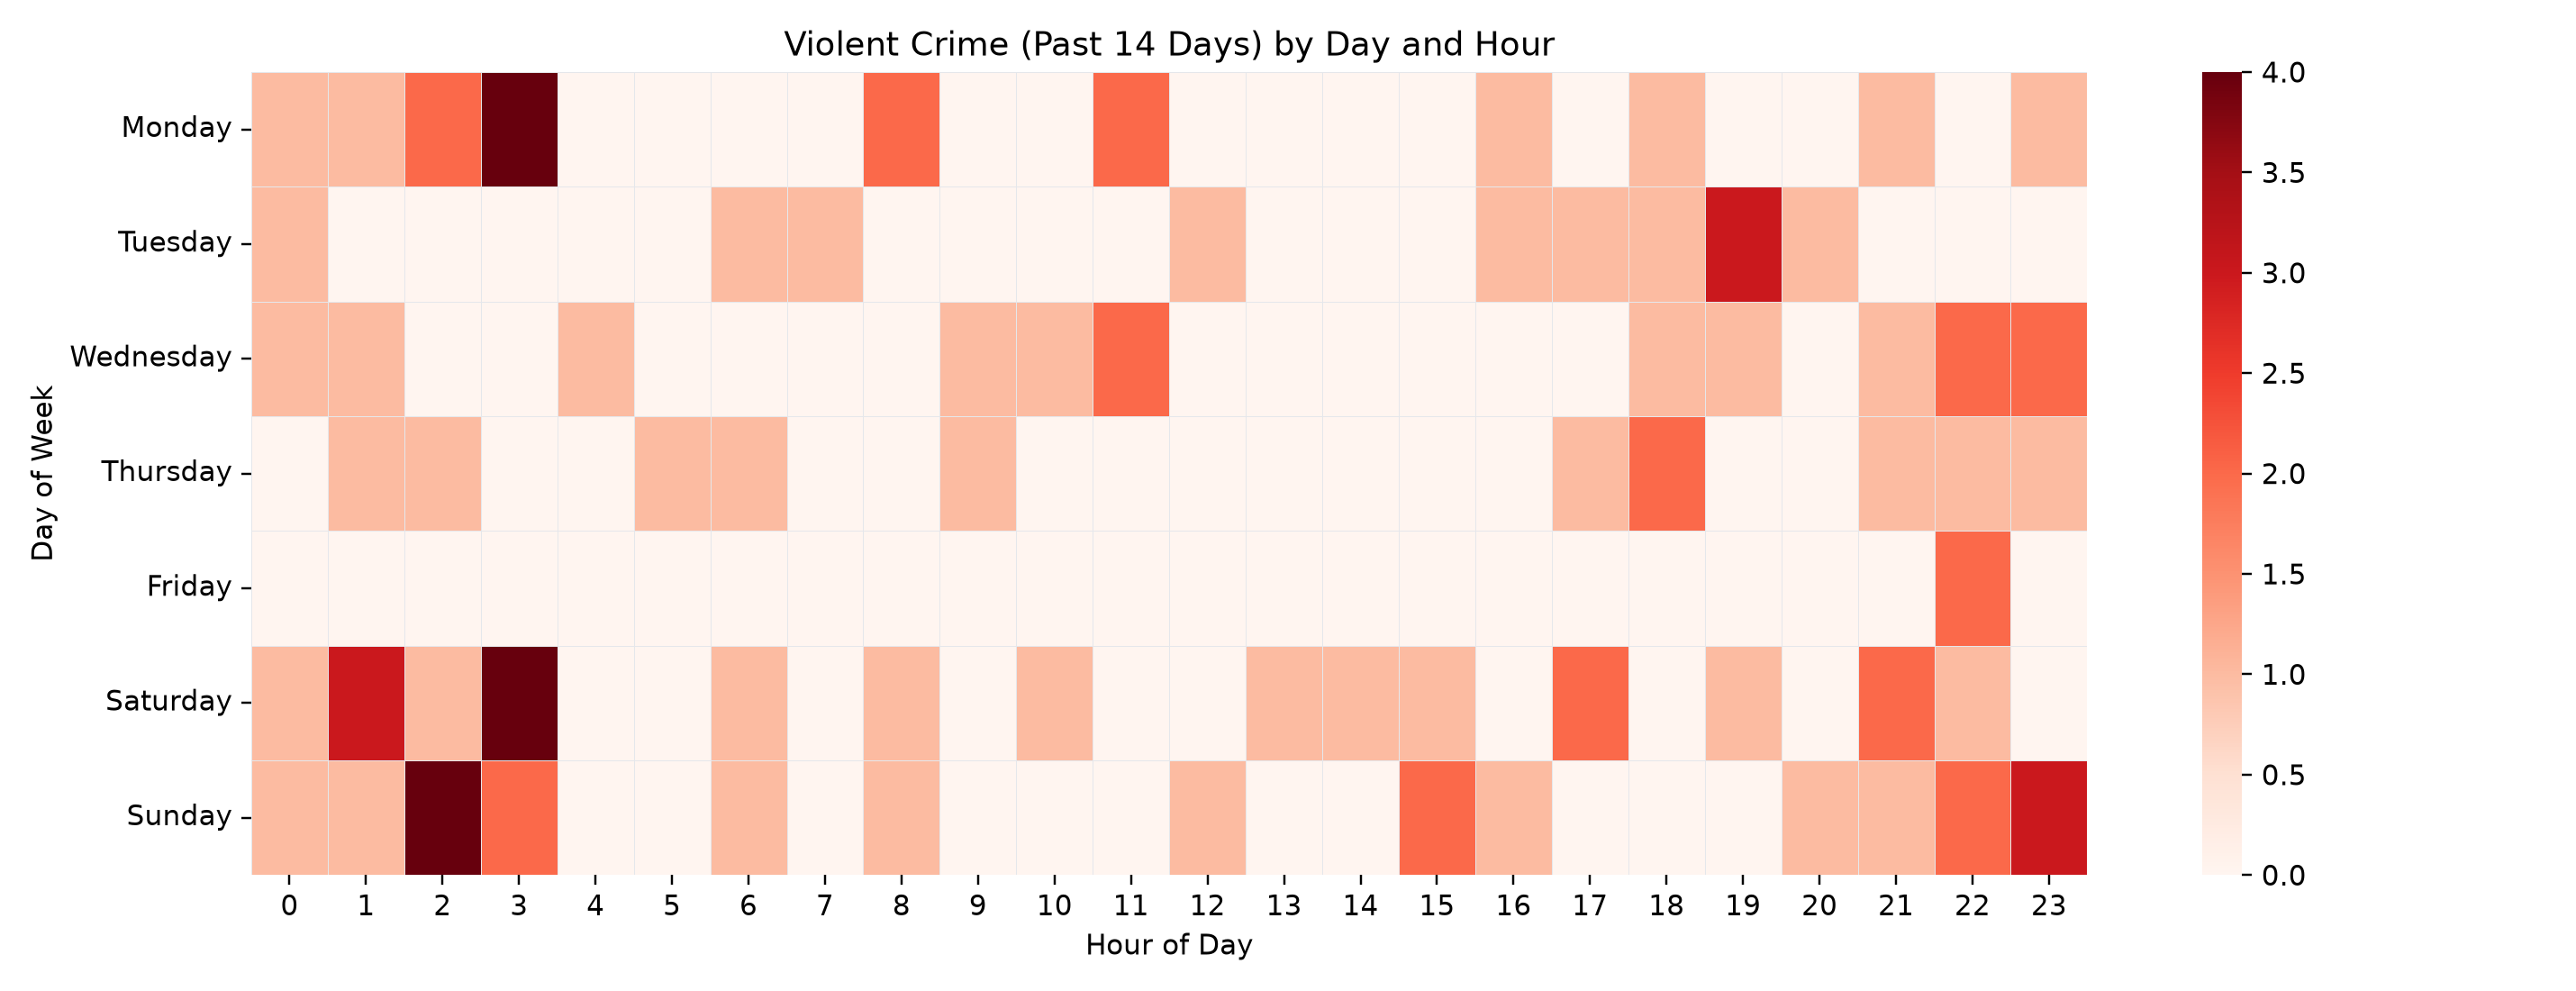 Violent Crime (Past 14 Days) by Day and Hour
Day of Week
Monday
Tuesday
Wednesday
Thursday
Friday
Saturday
Sunday
0 1 2 3 4 5 6 7 8 9 10 11 12 13 14 15 16 17 18 19 20 21 22 23
Hour of Day
4.0
3.5
3.0
2.5
2.0
1.5
1.0
0.5
0.0